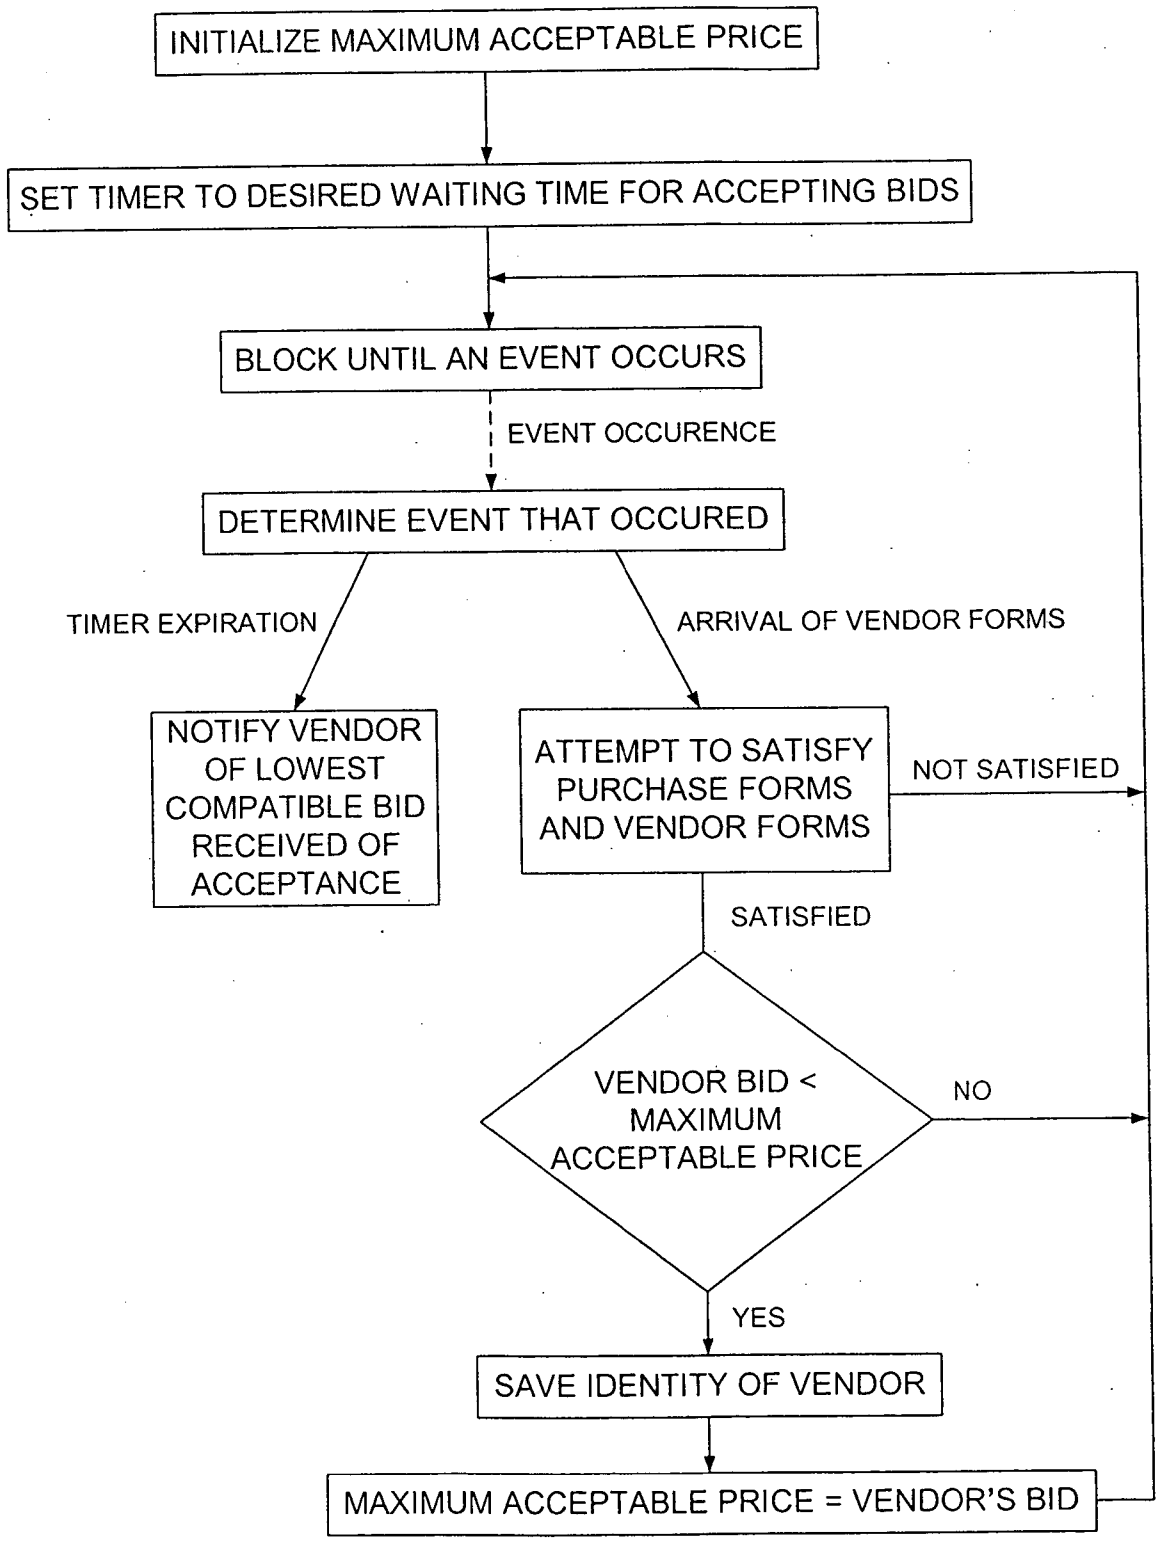 INITIALIZE MAXIMUM ACCEPTABLE PRICE
SET TIMER TO DESIRED WAITING TIME FOR ACCEPTING BIDS
BLOCK UNTIL AN EVENT OCCURS
EVENT OCCURENCE
DETERMINE EVENT THAT OCCURED
TIMER EXPIRATION
ARRIVAL OF VENDOR FORMS
NOTIFY VENDOR
OF LOWEST
COMPATIBLE BID
RECEIVED OF
ACCEPTANCE
ATTEMPT TO SATISFY
PURCHASE FORMS
AND VENDOR FORMS
NOT SATISFIED
SATISFIED
VENDOR BID <
MAXIMUM
ACCEPTABLE PRICE
NO
YES
SAVE IDENTITY OF VENDOR
MAXIMUM ACCEPTABLE PRICE = VENDOR'S BID